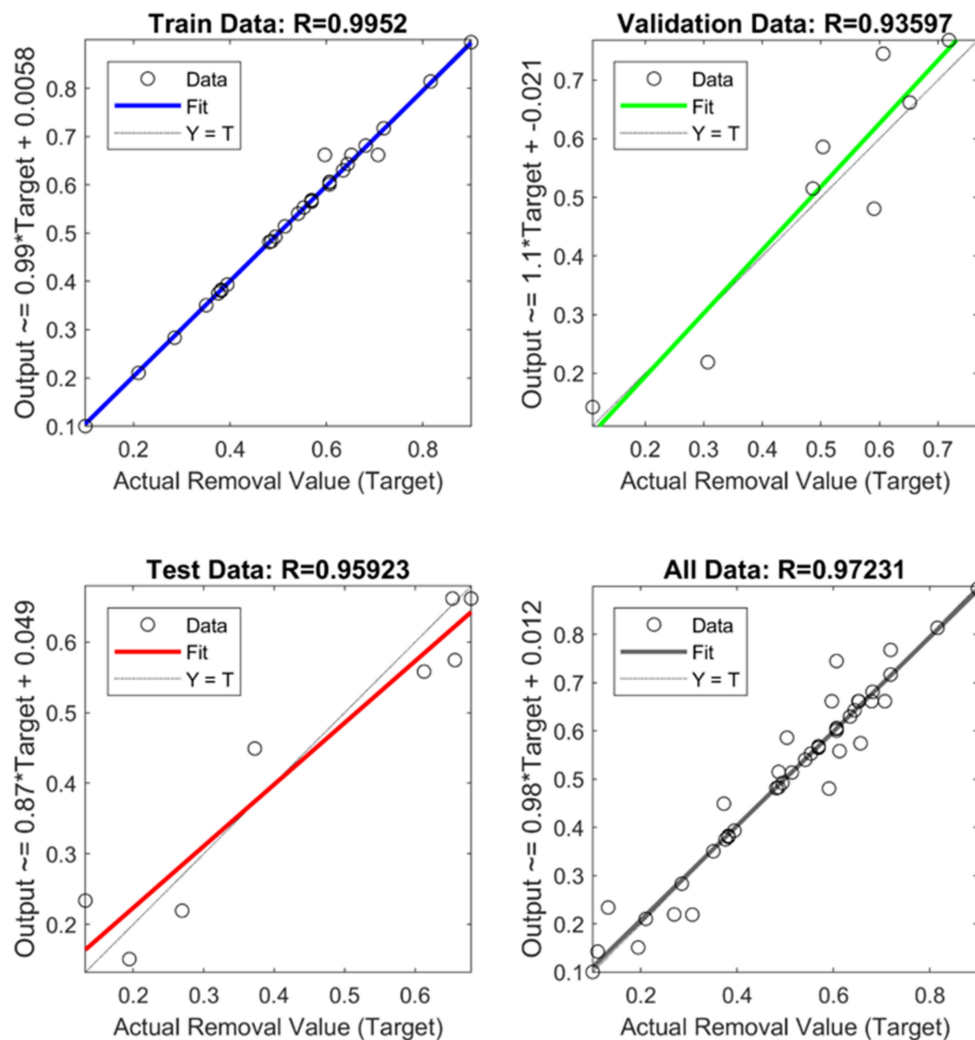 Train Data: R=0.9952
Output ~= 0.99*Target + 0.0058
0.8
0.7
0.6
0.5
0.4
0.3
0.2
0.1
Data
Fit
Y = T
0.2 0.4 0.6 0.8
Actual Removal Value (Target)
Validation Data: R=0.93597
Output ~= 1.1*Target + -0.021
0.7
0.6
0.5
0.4
0.3
0.2
Data
Fit
Y = T
0.2 0.3 0.4 0.5 0.6 0.7
Actual Removal Value (Target)
Test Data: R=0.95923
Output ~= 0.87*Target + 0.049
0.6
0.5
0.4
0.3
0.2
Data
Fit
Y = T
0.2 0.3 0.4 0.5 0.6
Actual Removal Value (Target)
All Data: R=0.97231
Output ~= 0.98*Target + 0.012
0.8
0.7
0.6
0.5
0.4
0.3
0.2
0.1
Data
Fit
Y = T
0.2 0.4 0.6 0.8
Actual Removal Value (Target)